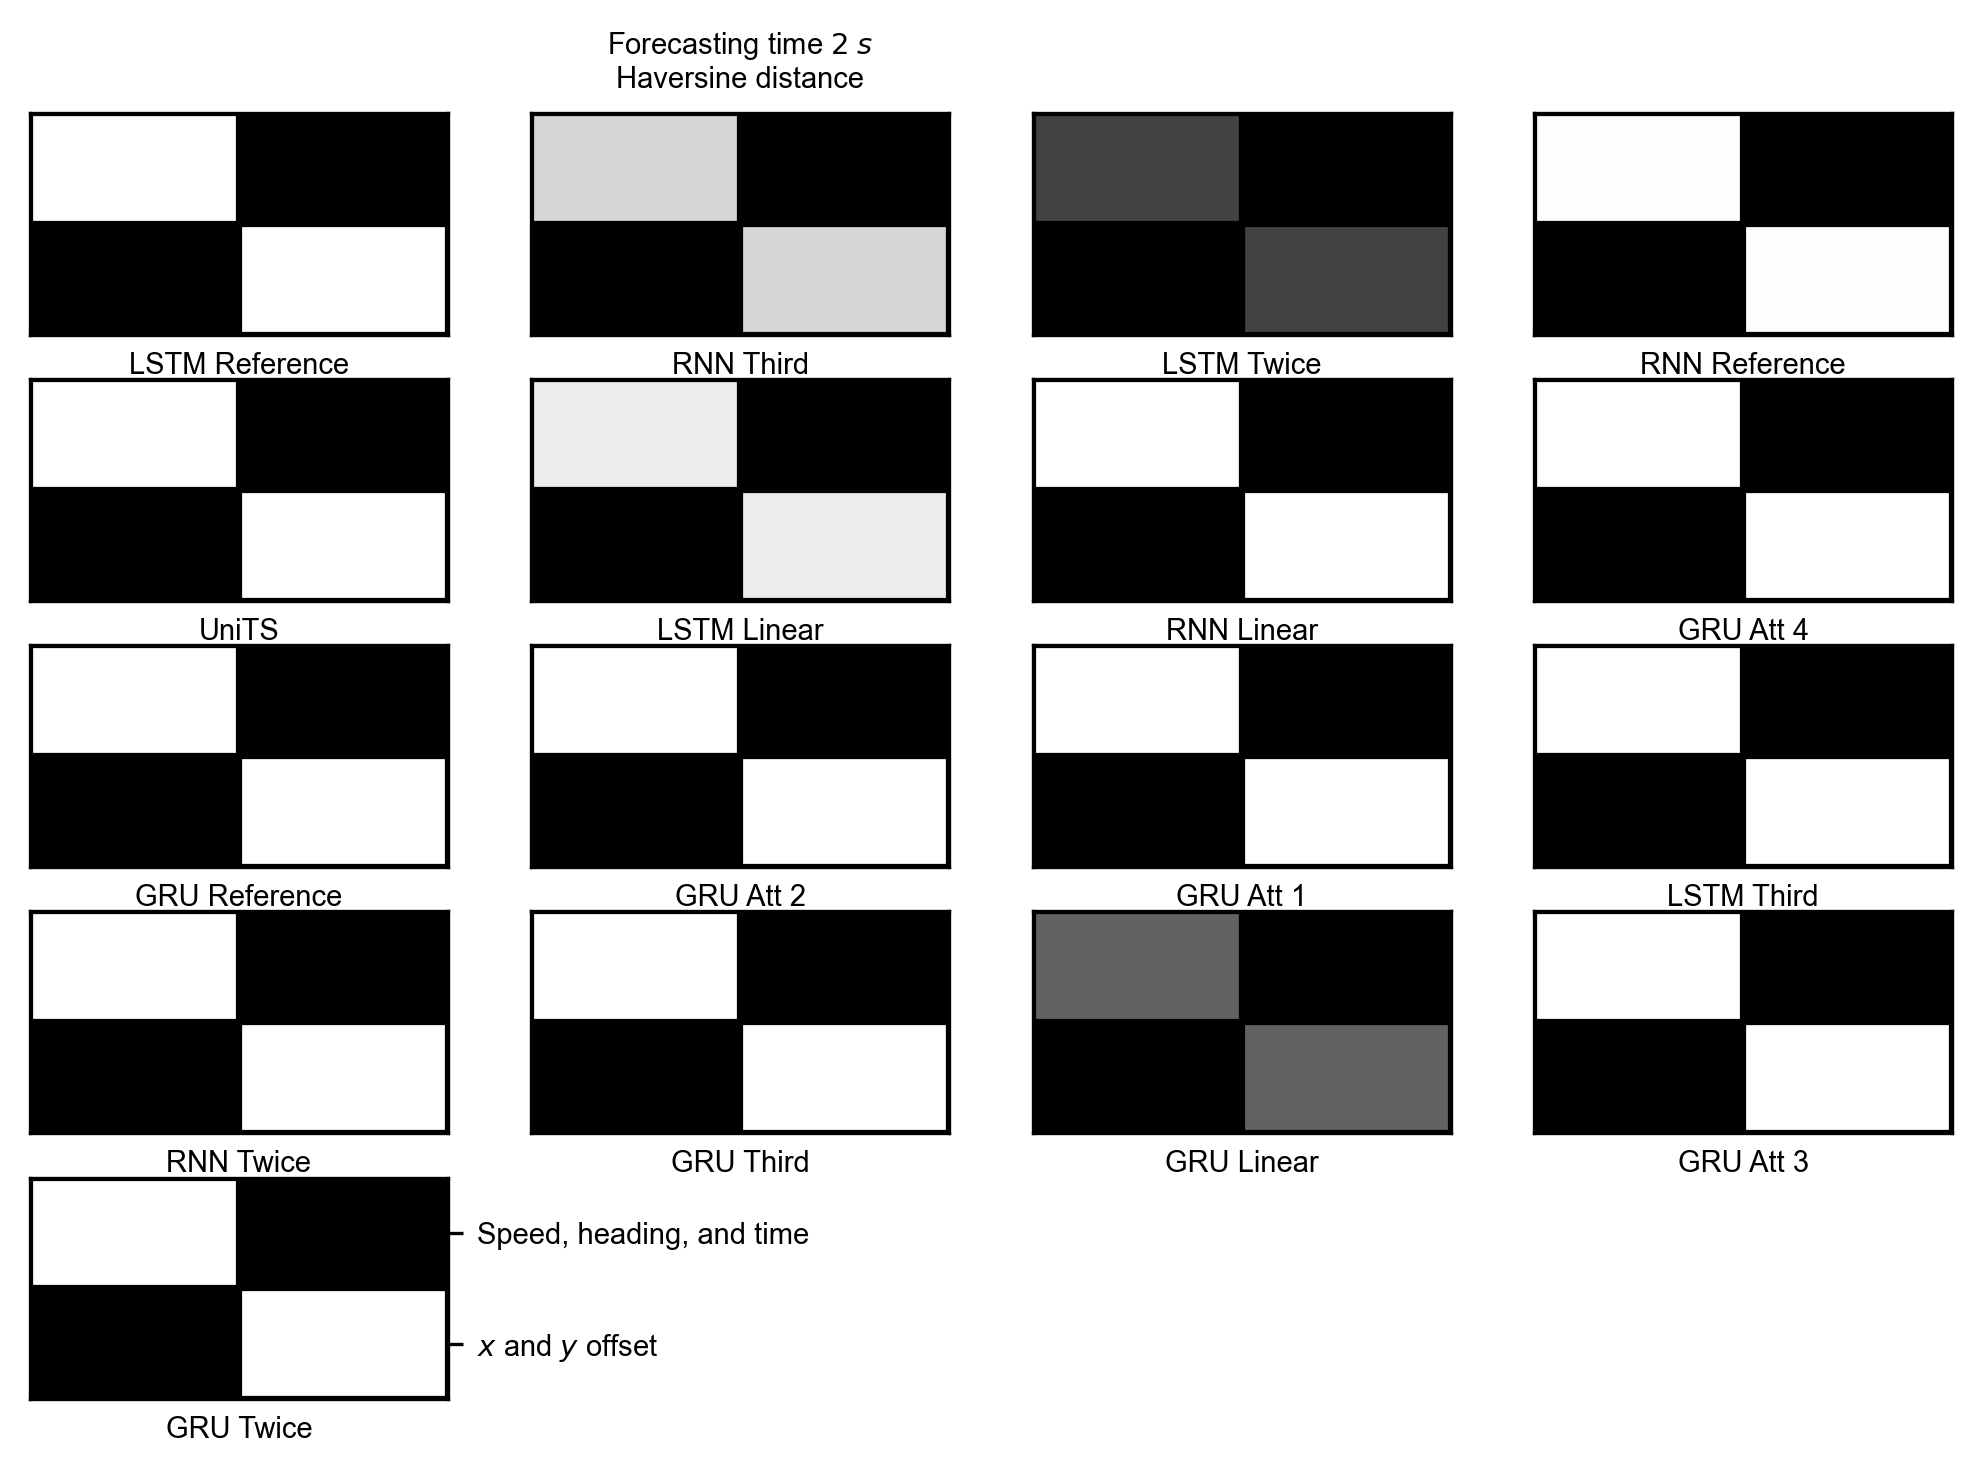 Forecasting time 2 s
Haversine distance
LSTM Reference
RNN Third
LSTM Twice
RNN Reference
UniTS
LSTM Linear
RNN Linear
GRU Att 4
GRU Reference
GRU Att 2
GRU Att 1
LSTM Third
RNN Twice
GRU Third
GRU Linear
GRU Att 3
Speed, heading, and time
x and y offset
GRU Twice